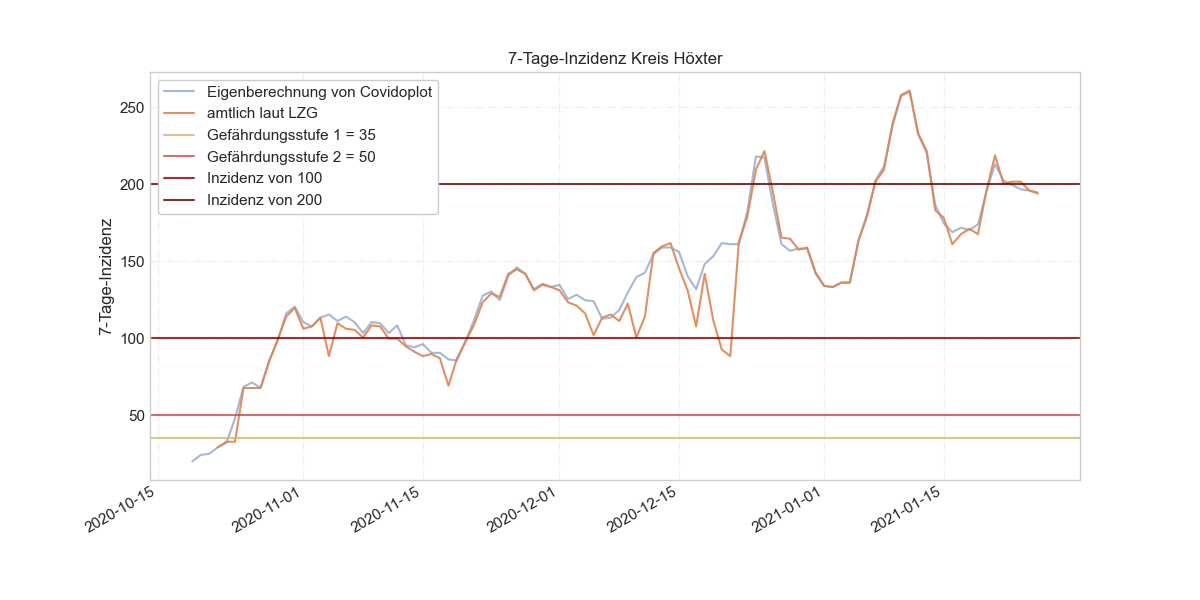 7-Tage-Inzidenz Kreis Höxter
Eigenberechnung von Covidoplot
amtlich laut LZG
Gefährdungsstufe 1 = 35
Gefährdungsstufe 2 = 50
Inzidenz von 100
Inzidenz von 200
7-Tage-Inzidenz
250
200
150
100
50
2020-10-15
2020-11-01
2020-11-15
2020-12-01
2020-12-15
2021-01-01
2021-01-15